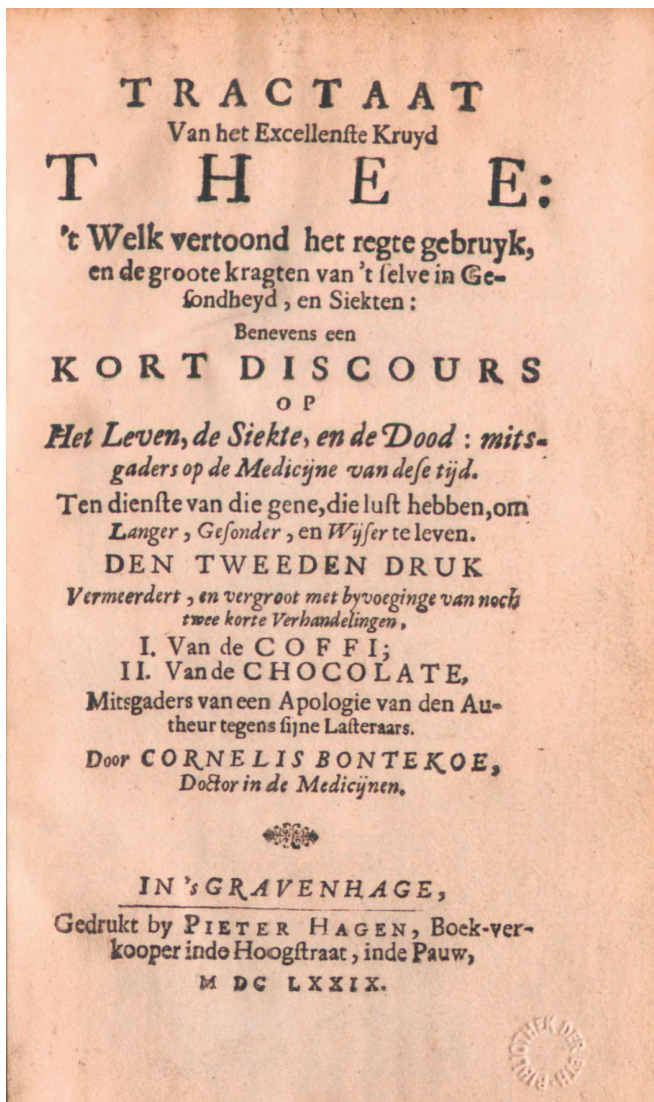 TRACTAAT
Van het Excellenſte Kruyd
THEE:
't Welk vertoond het regte gebruyk,
en de groote kragten van 't ſelve in Ge-
ſondheyd, en Siekten:
Benevens een
KORT DISCOURS
OP
Het Leven, de Siekte, en de Dood: mits-
gaders op de Medicijne van deſe tijd.
Ten dienſte van die gene, die luſt hebben, om
Langer, Geſonder, en Wijſer te leven.
DEN TWEEDEN DRUK
Vermeerdert, en vergroot met byvoeginge van noch
twee korte Verhandelingen,
I. Van de COFFI;
II. Van de CHOCOLATE,
Mitsgaders van een Apologie van den Au-
theur tegens ſijne Laſteraars.
Door CORNELIS BONTEKOE,
Doctor in de Medicijnen.
IN 's GRAVENHAGE,
Gedrukt by PIETER HAGEN, Boek-ver-
kooper inde Hoogſtraat, inde Pauw,
M DC LXXIX.
BIBLIOTHEK DER ETH